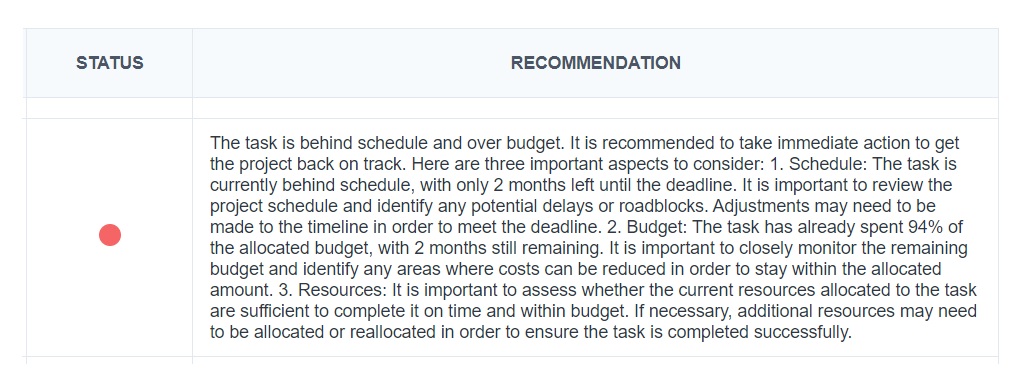 STATUS
RECOMMENDATION
The task is behind schedule and over budget. It is recommended to take immediate action to get
the project back on track. Here are three important aspects to consider: 1. Schedule: The task is
currently behind schedule, with only 2 months left until the deadline. It is important to review the
project schedule and identify any potential delays or roadblocks. Adjustments may need to be
made to the timeline in order to meet the deadline. 2. Budget: The task has already spent 94% of
the allocated budget, with 2 months still remaining. It is important to closely monitor the remaining
budget and identify any areas where costs can be reduced in order to stay within the allocated
amount. 3. Resources: It is important to assess whether the current resources allocated to the task
are sufficient to complete it on time and within budget. If necessary, additional resources may need
to be allocated or reallocated in order to ensure the task is completed successfully.